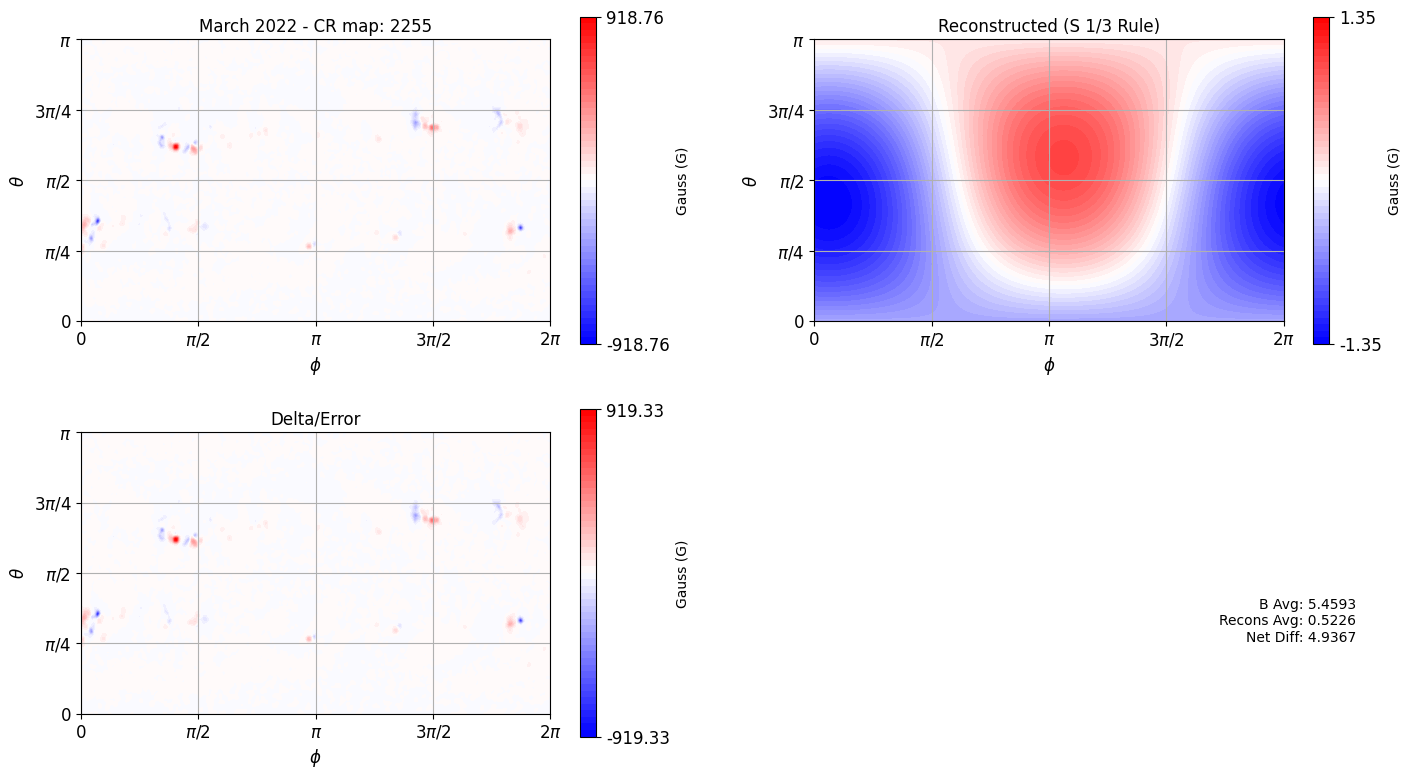 March 2022 - CR map: 2255
π
3π/4
π/2
π/4
0
θ
0
π/2
π
3π/2
2π
ϕ
918.76
-918.76
Gauss (G)
Reconstructed (S 1/3 Rule)
π
3π/4
π/2
π/4
0
θ
0
π/2
π
3π/2
2π
ϕ
1.35
-1.35
Gauss (G)
Delta/Error
π
3π/4
π/2
π/4
0
θ
0
π/2
π
3π/2
2π
ϕ
919.33
-919.33
Gauss (G)
B Avg: 5.4593
Recons Avg: 0.5226
Net Diff: 4.9367